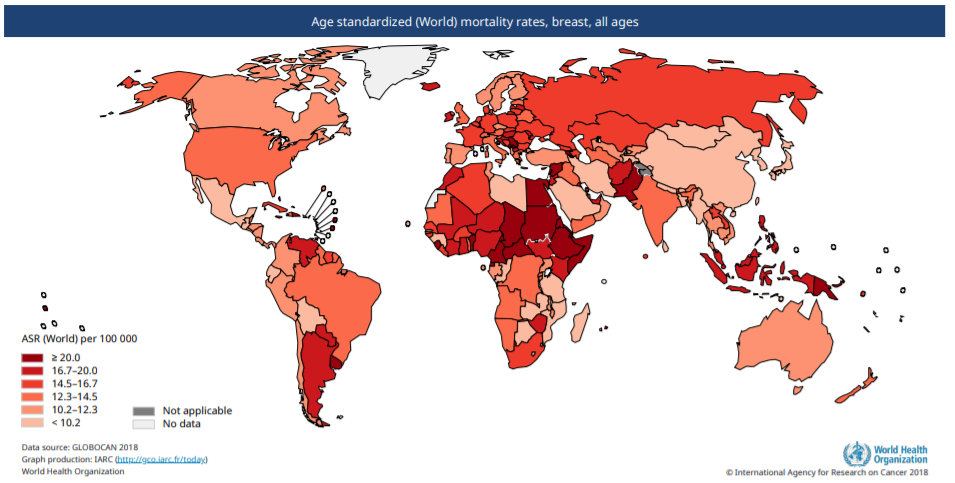 Age standardized (World) mortality rates, breast, all ages
ASR (World) per 100 000
≥ 20.0
16.7–20.0
14.5–16.7
12.3–14.5
10.2–12.3
< 10.2
Not applicable
No data
Data source: GLOBOCAN 2018
Graph production: IARC (http://gco.iarc.fr/today)
World Health Organization
World Health
Organization
© International Agency for Research on Cancer 2018